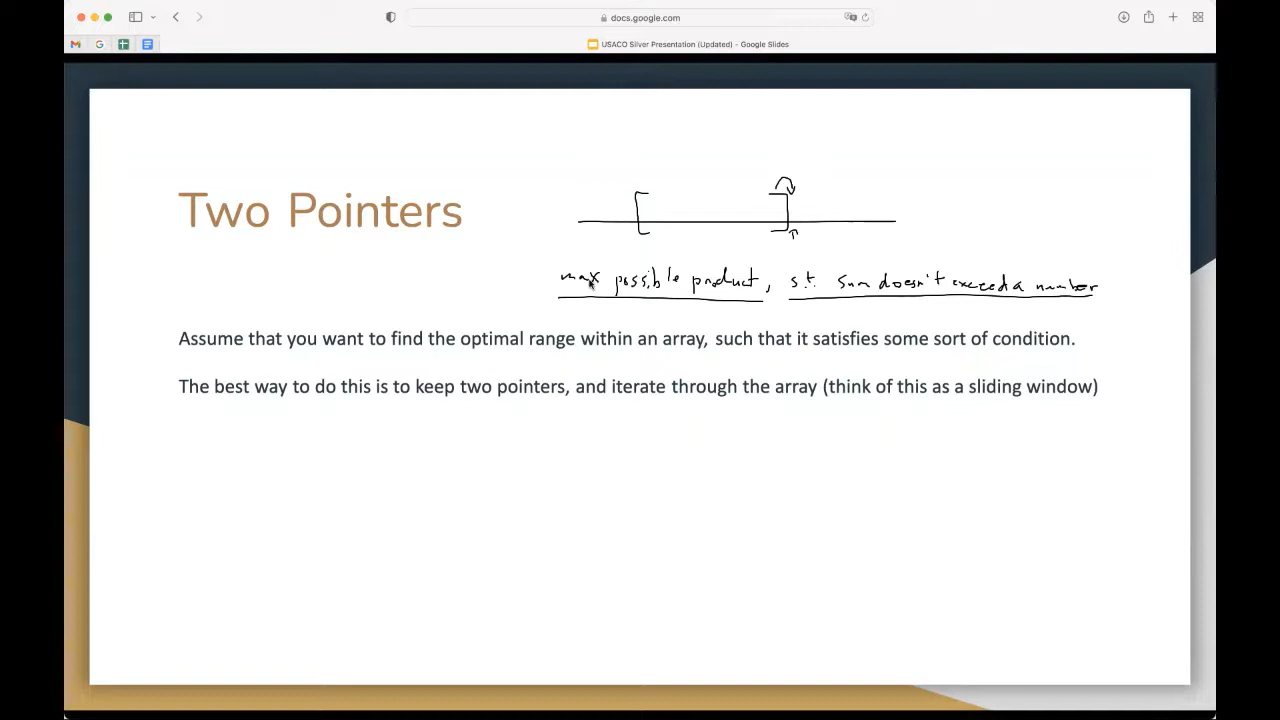 docs.google.com
USACO Silver Presentation (Updated) - Google Slides
Two Pointers
max possible product, s.t. sum doesn't exceed a number
Assume that you want to find the optimal range within an array, such that it satisfies some sort of condition.
The best way to do this is to keep two pointers, and iterate through the array (think of this as a sliding window)